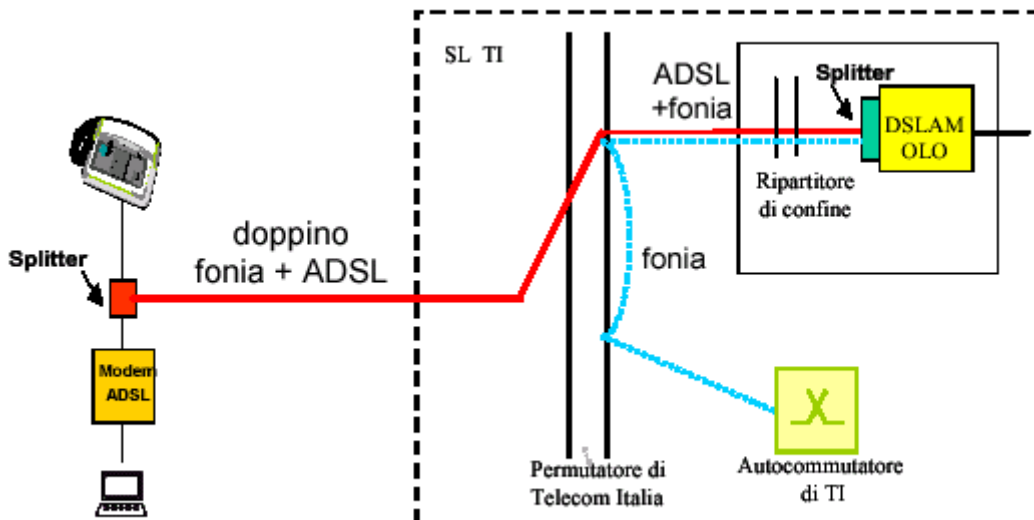 SL TI
ADSL
+fonia
Splitter
DSLAM
OLO
Ripartitore
di confine
doppino
fonia + ADSL
Splitter
fonia
Modem
ADSL
Permutatore di
Telecom Italia
Autocommutatore
di TI